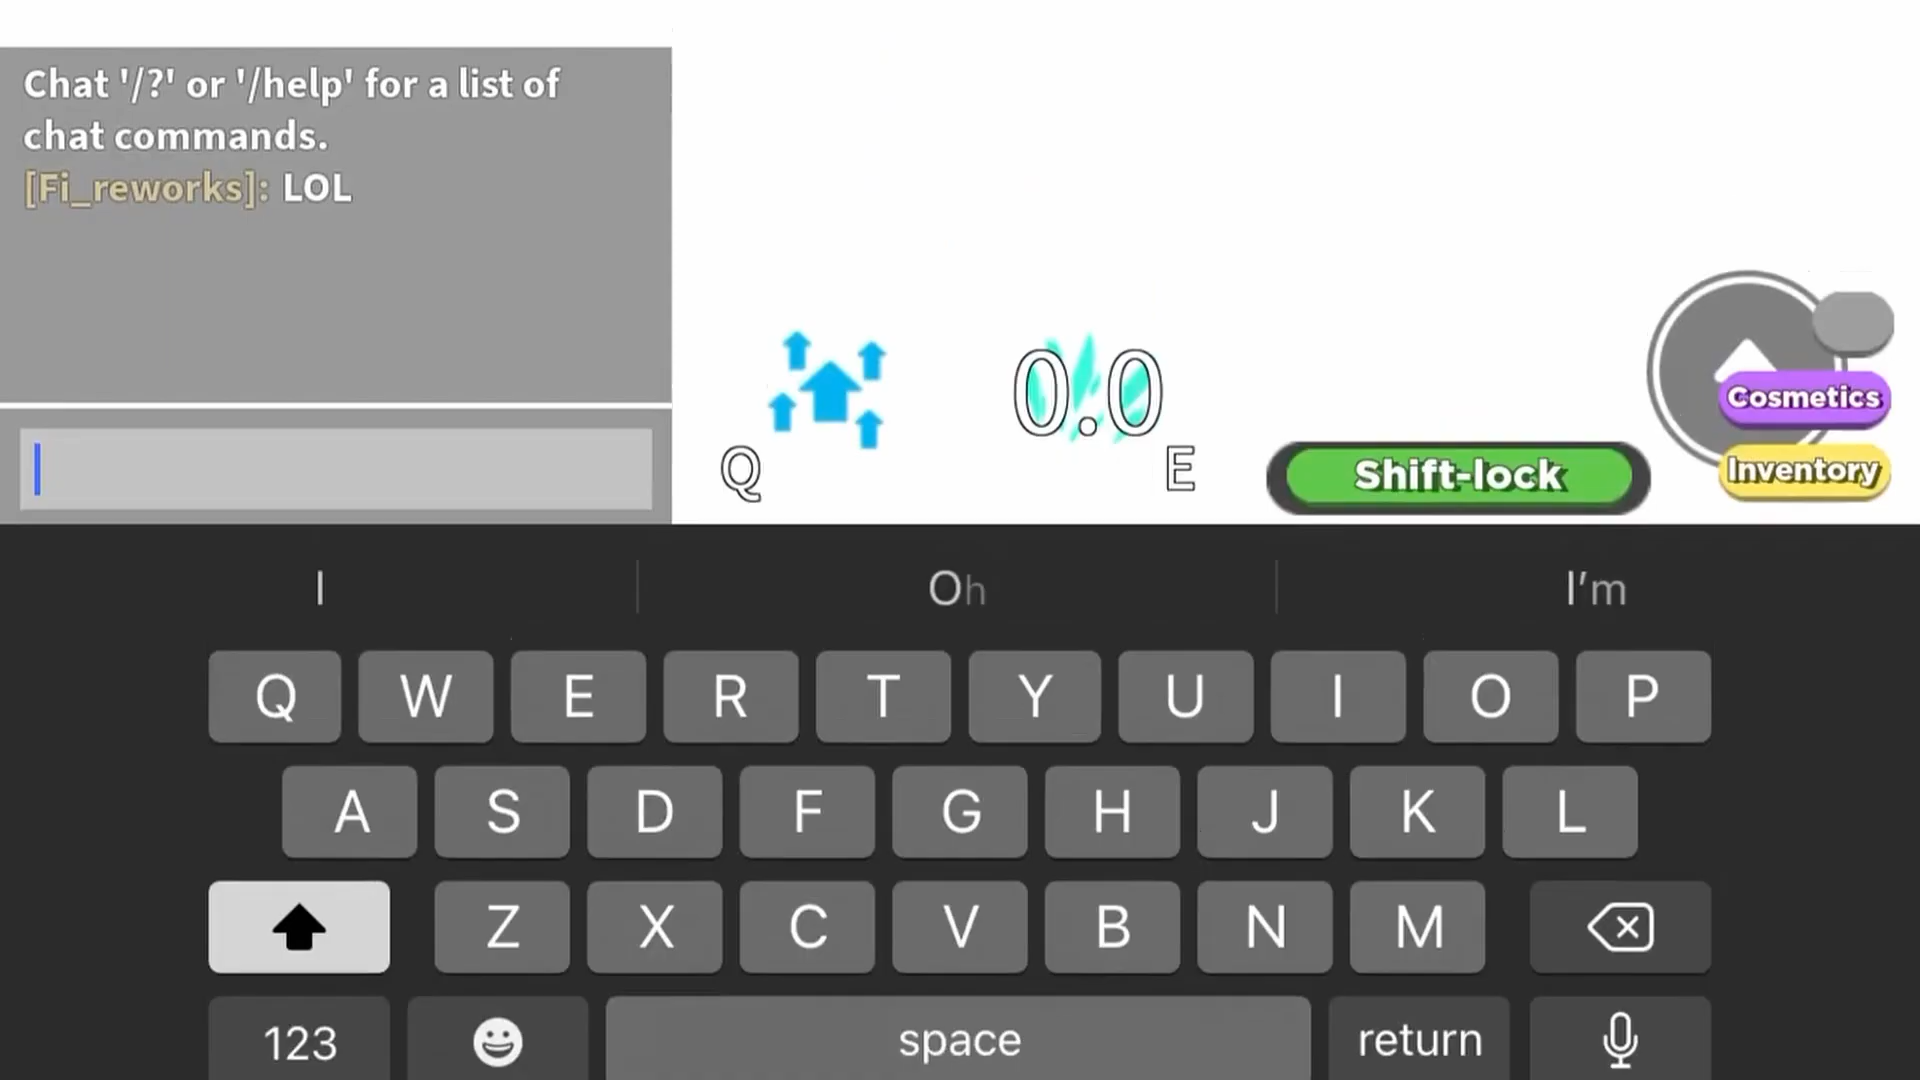 Chat '/?' or '/help' for a list of
chat commands.
[Fi_reworks]: LOL
0.0
Q
E
Shift-lock
Cosmetics
Inventory
I
Oh
I'm
Q W E R T Y U I O P
A S D F G H J K L
Z X C V B N M
123
space
return